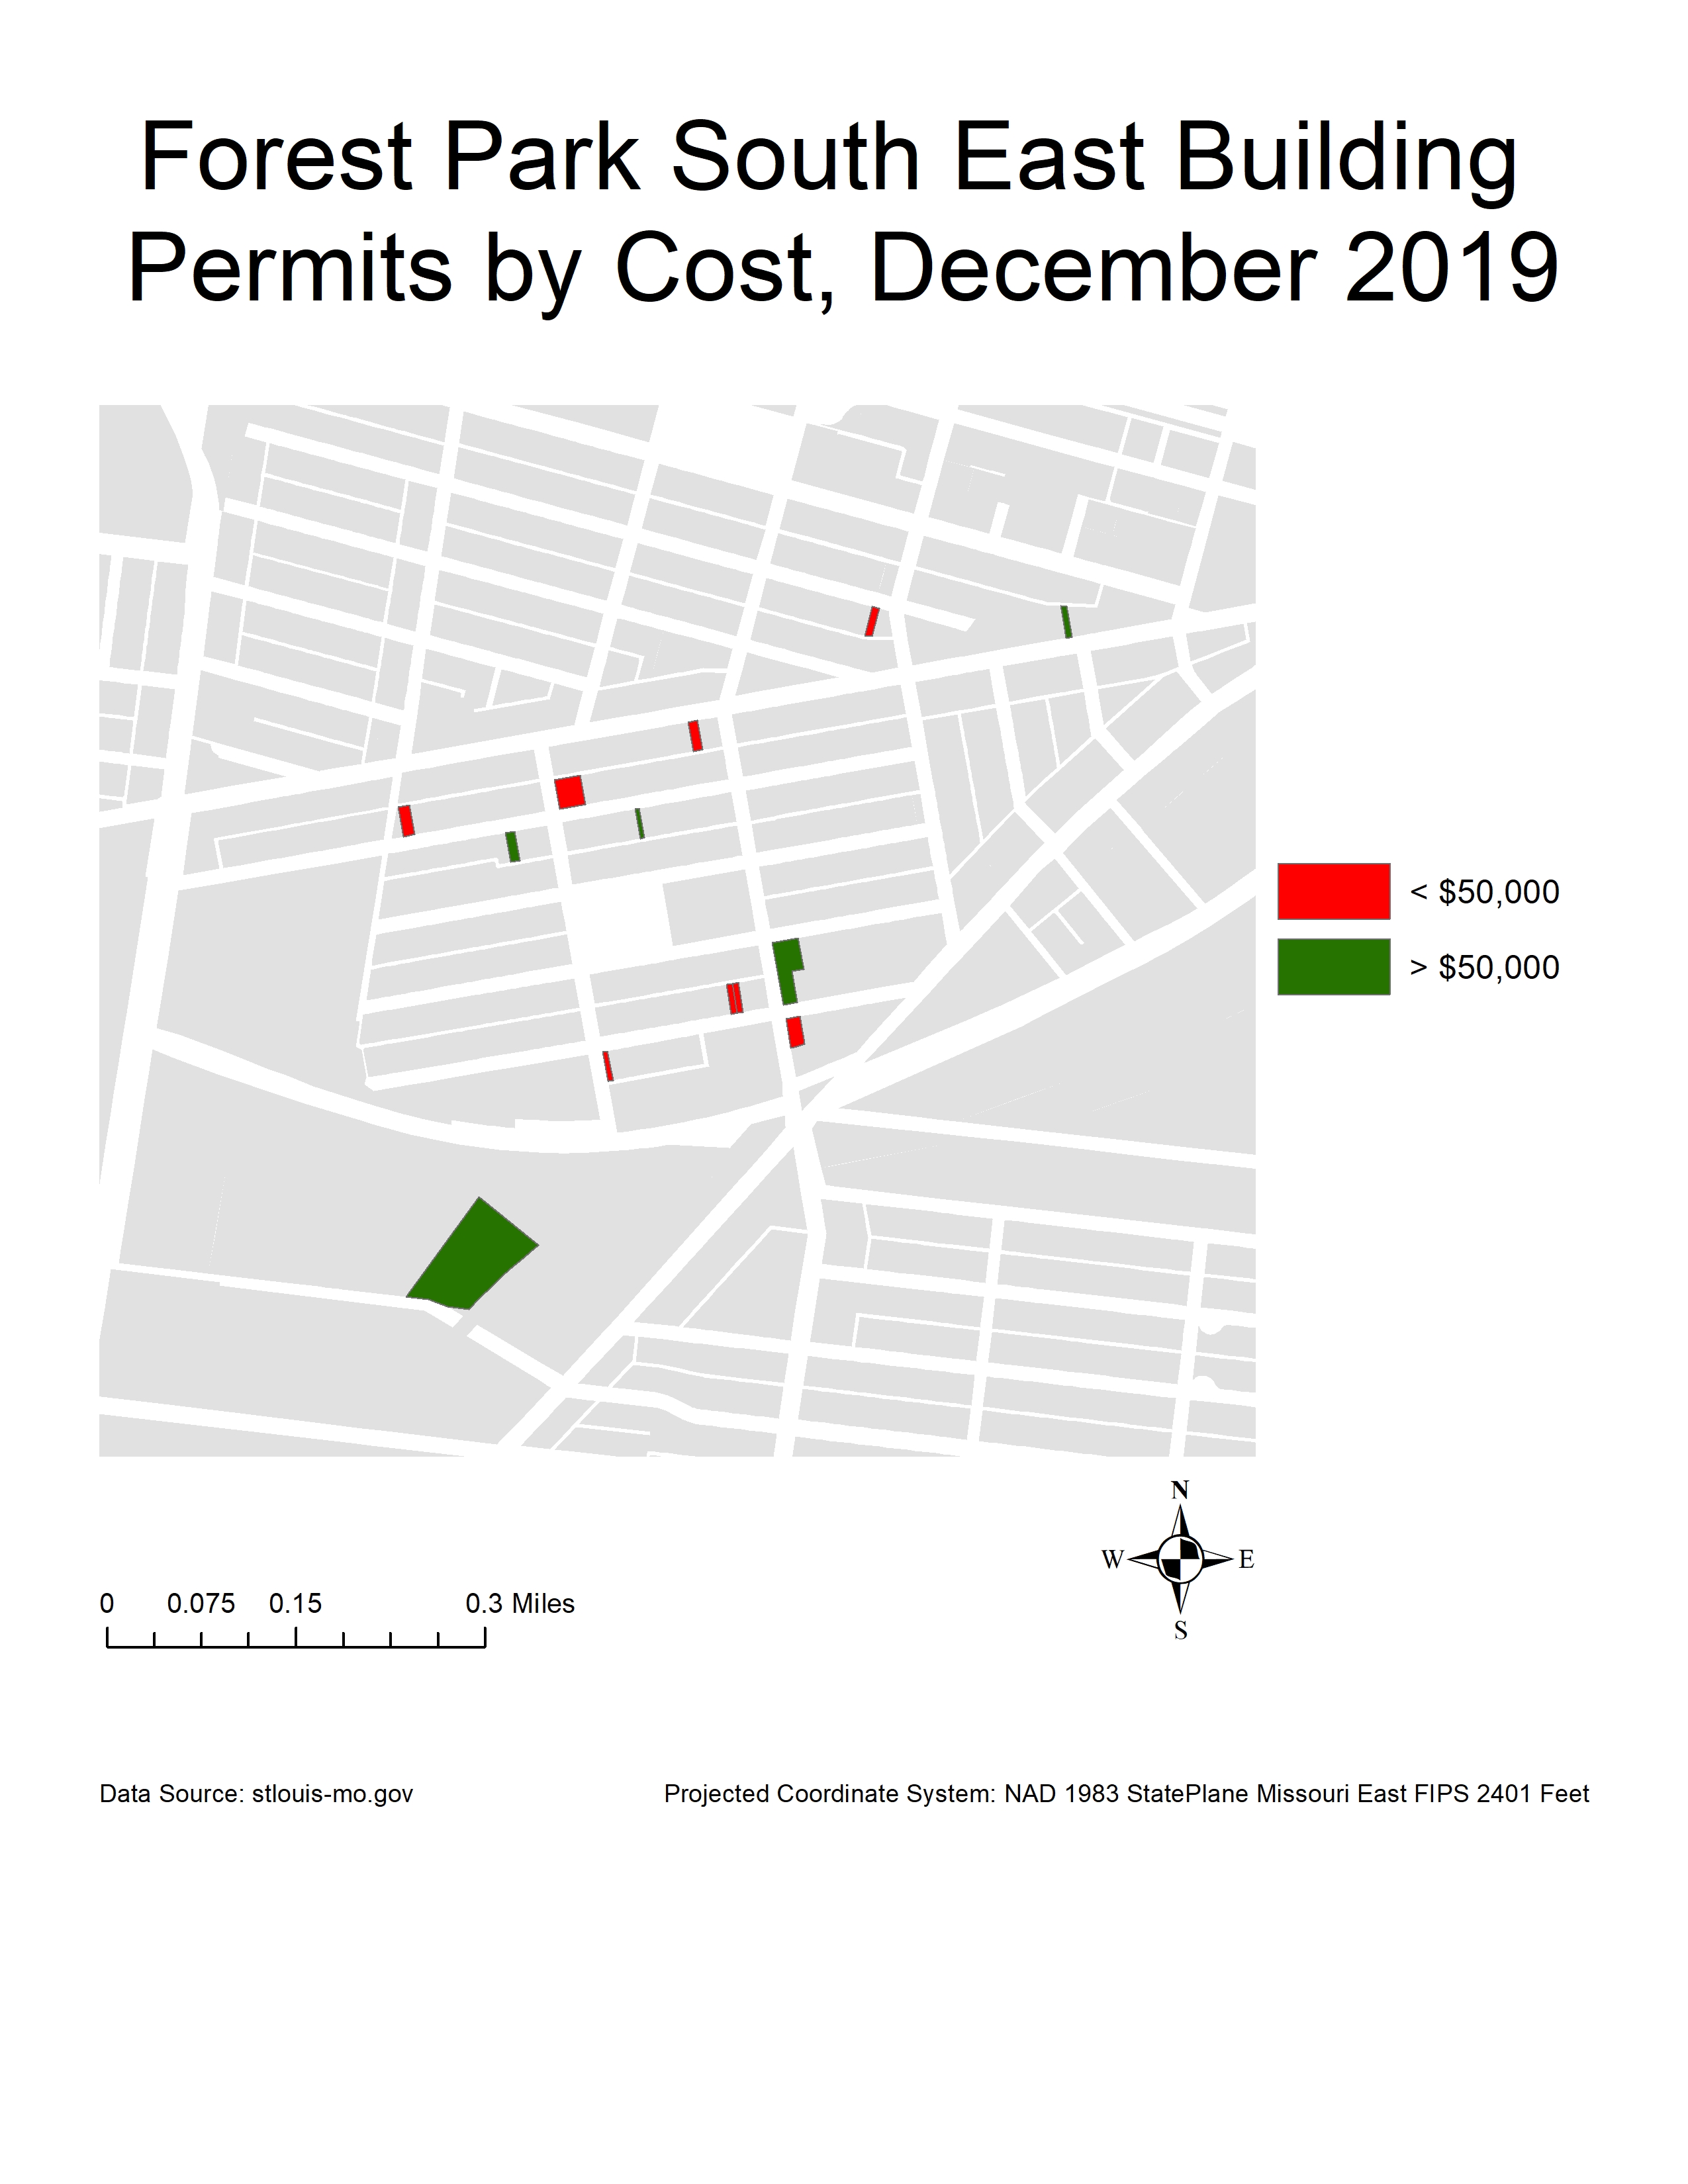 Forest Park South East Building
Permits by Cost, December 2019
< $50,000
> $50,000
N
W E
S
0 0.075 0.15 0.3 Miles
Data Source: stlouis-mo.gov
Projected Coordinate System: NAD 1983 StatePlane Missouri East FIPS 2401 Feet